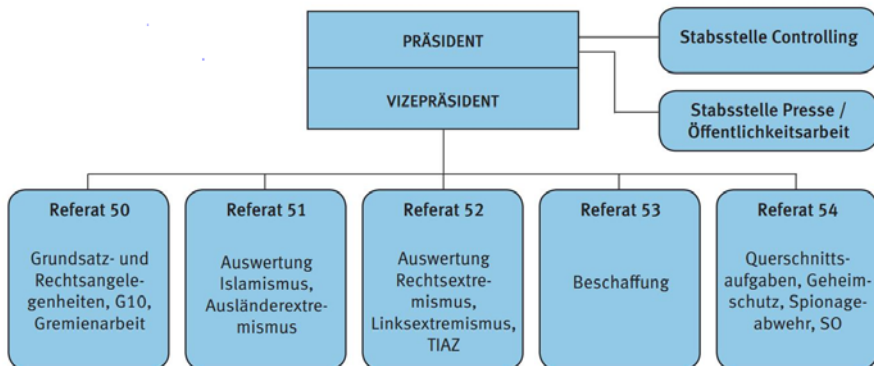 PRÄSIDENT
VIZEPRÄSIDENT
Stabsstelle Controlling
Stabsstelle Presse /
Öffentlichkeitsarbeit
Referat 50
Grundsatz- und
Rechtsangele-
genheiten, G10,
Gremienarbeit
Referat 51
Auswertung
Islamismus,
Ausländerextre-
mismus
Referat 52
Auswertung
Rechtsextre-
mismus,
Linksextremismus,
TIAZ
Referat 53
Beschaffung
Referat 54
Querschnitts-
aufgaben, Geheim-
schutz, Spionage-
abwehr, SO